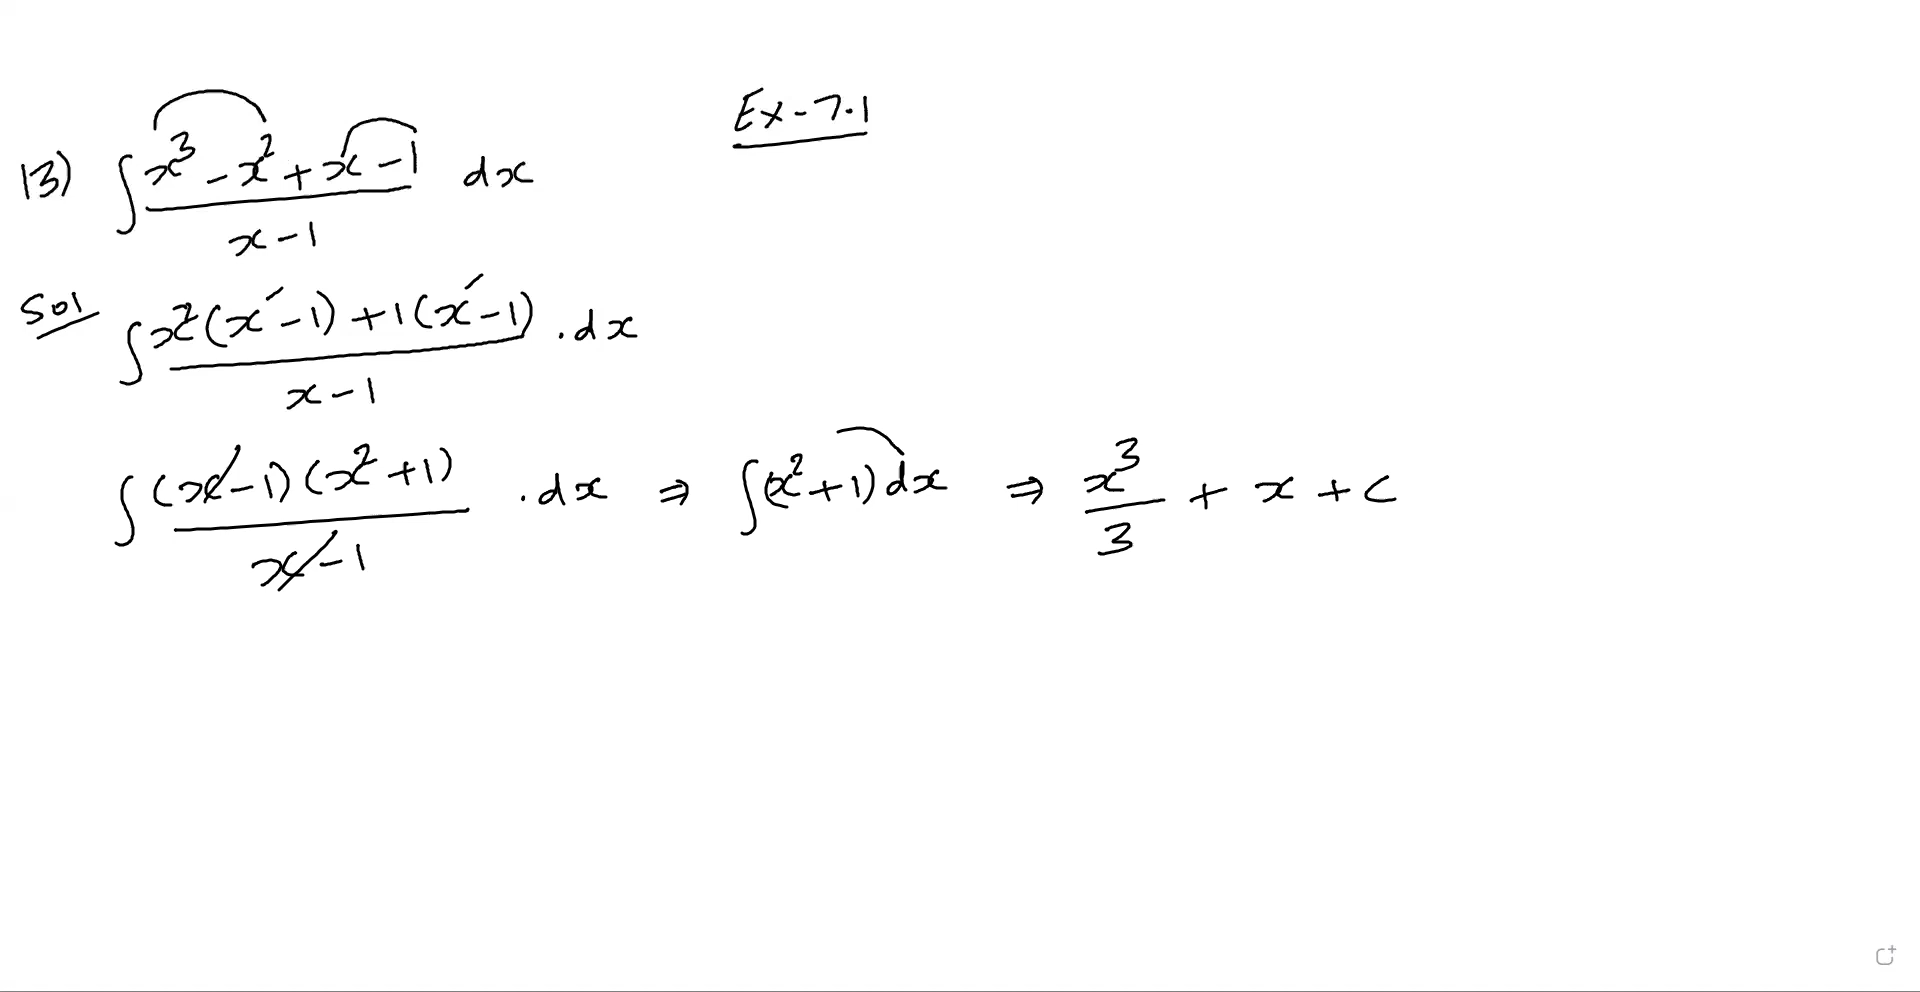 Ex-7.1
13) ∫ (x³ - x² + x - 1)/(x - 1) dx
Sol ∫ (x²(x - 1) + 1(x - 1))/(x - 1) .dx
∫ ((x - 1)(x² + 1))/(x - 1) .dx ⇒ ∫(x² + 1)dx ⇒ x³/3 + x + c